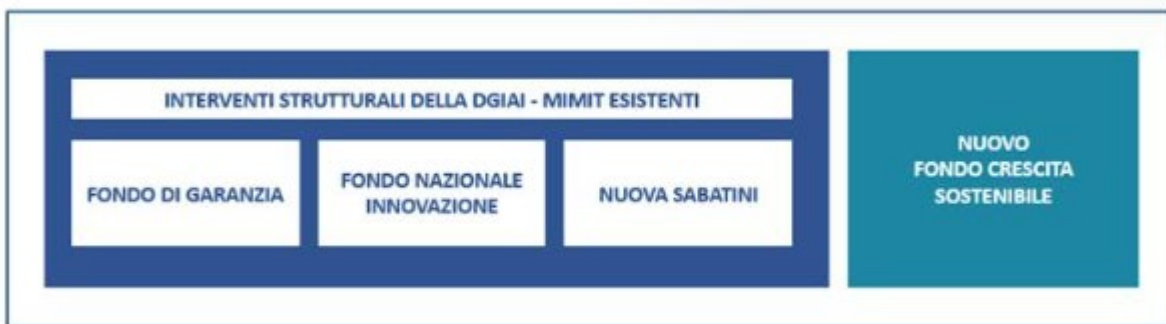 INTERVENTI STRUTTURALI DELLA DGIAI - MIMIT ESISTENTI
FONDO DI GARANZIA
FONDO NAZIONALE
INNOVAZIONE
NUOVA SABATINI
NUOVO
FONDO CRESCITA
SOSTENIBILE